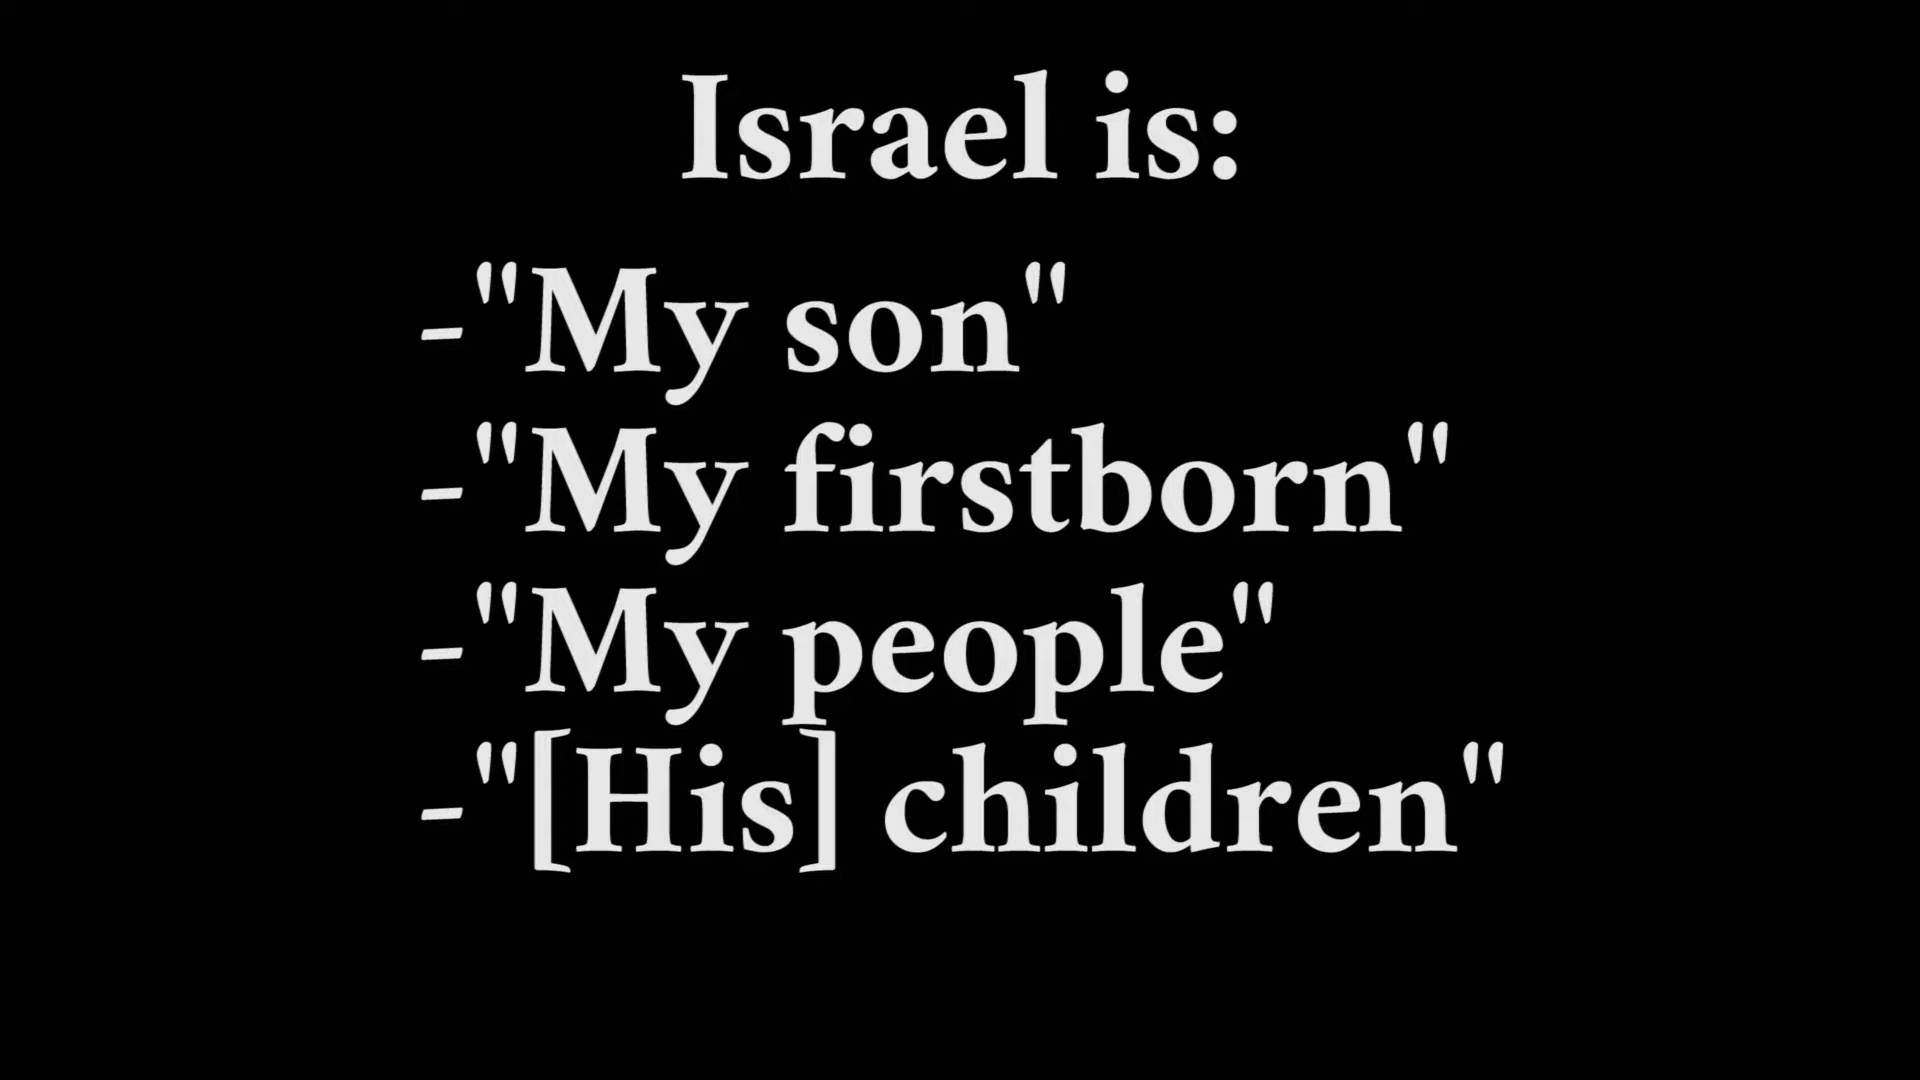 Israel is:
-"My son"
-"My firstborn"
-"My people"
-"[His] children"